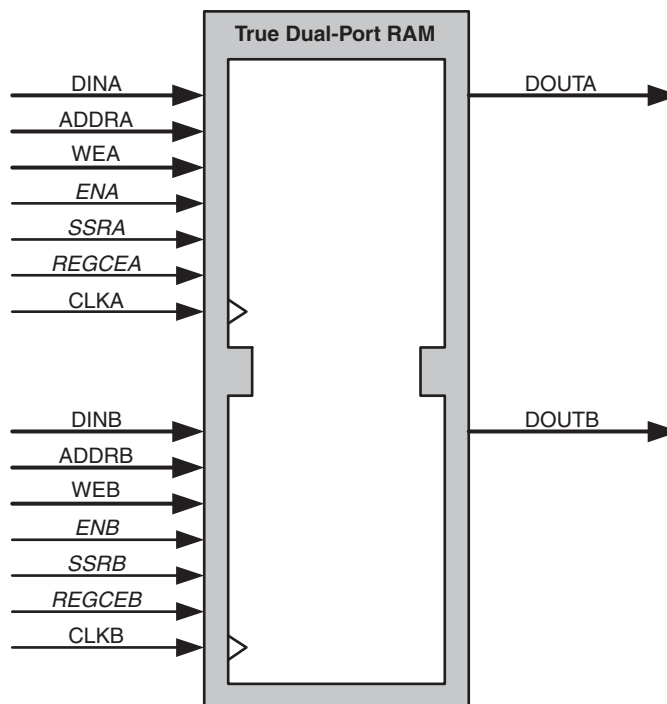 True Dual-Port RAM
DINA
DOUTA
ADDRA
WEA
ENA
SSRA
REGCEA
CLKA
DINB
DOUTB
ADDRB
WEB
ENB
SSRB
REGCEB
CLKB